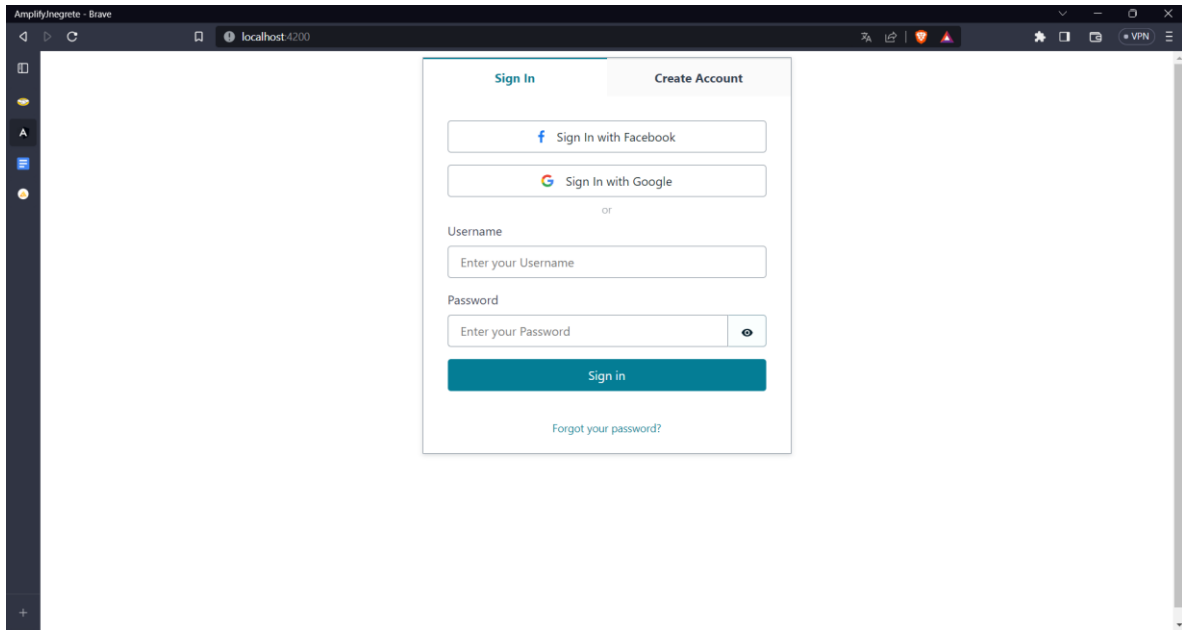 AmplifyJnegrete - Brave
localhost:4200
VPN
Sign In
Create Account
Sign In with Facebook
Sign In with Google
or
Username
Enter your Username
Password
Enter your Password
Sign in
Forgot your password?